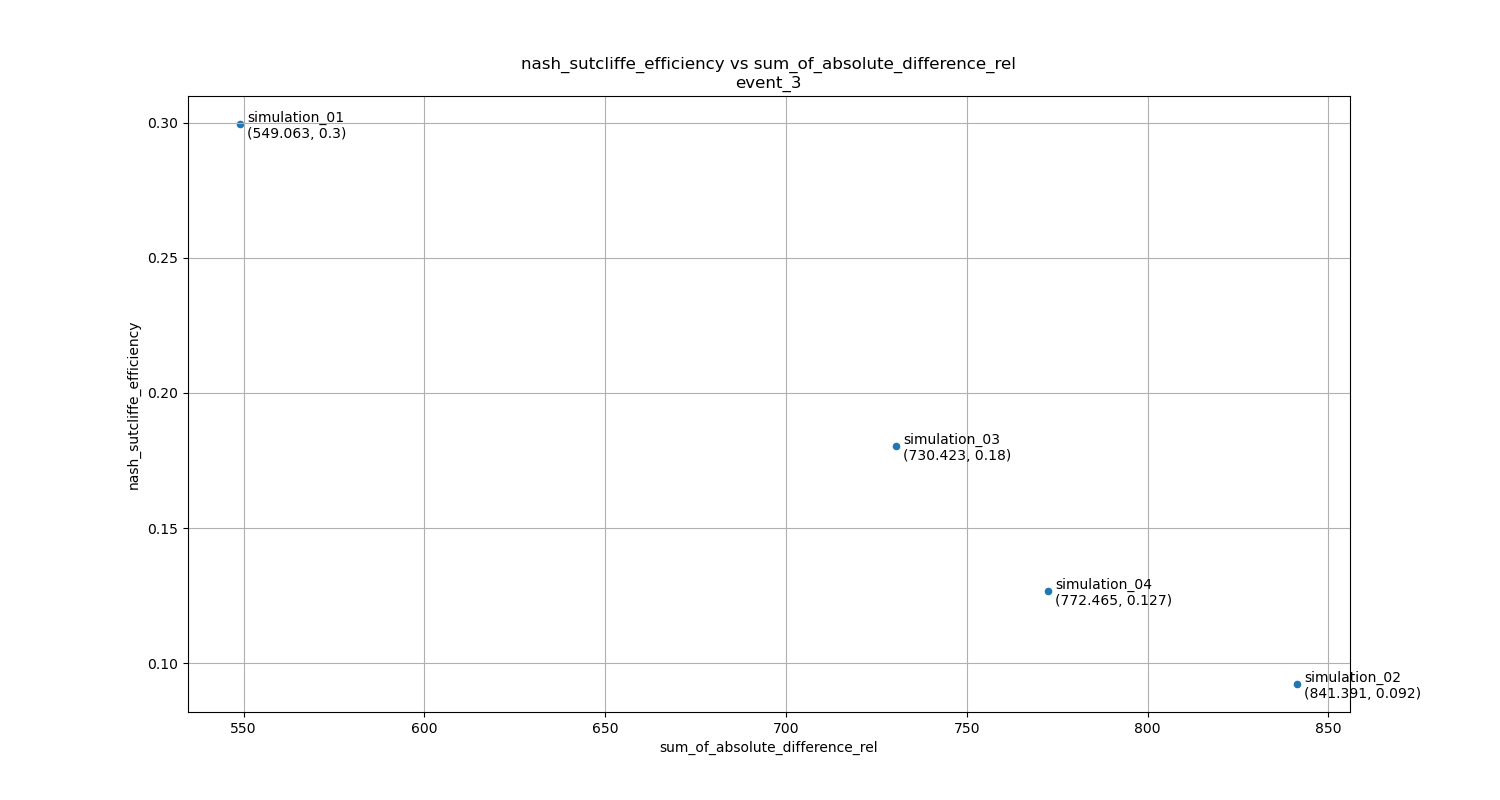 nash_sutcliffe_efficiency vs sum_of_absolute_difference_rel
event_3
nash_sutcliffe_efficiency
0.30
0.25
0.20
0.15
0.10
simulation_01
(549.063, 0.3)
simulation_03
(730.423, 0.18)
simulation_04
(772.465, 0.127)
simulation_02
(841.391, 0.092)
550
600
650
700
750
800
850
sum_of_absolute_difference_rel